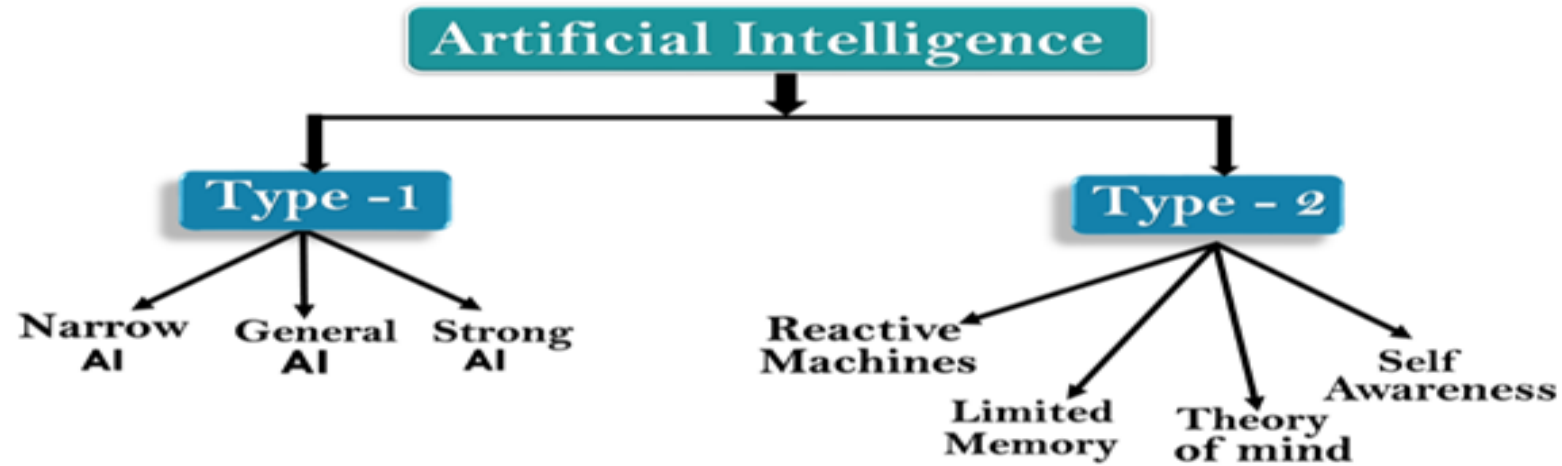 Artificial Intelligence
Type -1
Type - 2
Narrow
AI
General
AI
Strong
AI
Reactive
Machines
Limited
Memory
Theory
of mind
Self
Awareness